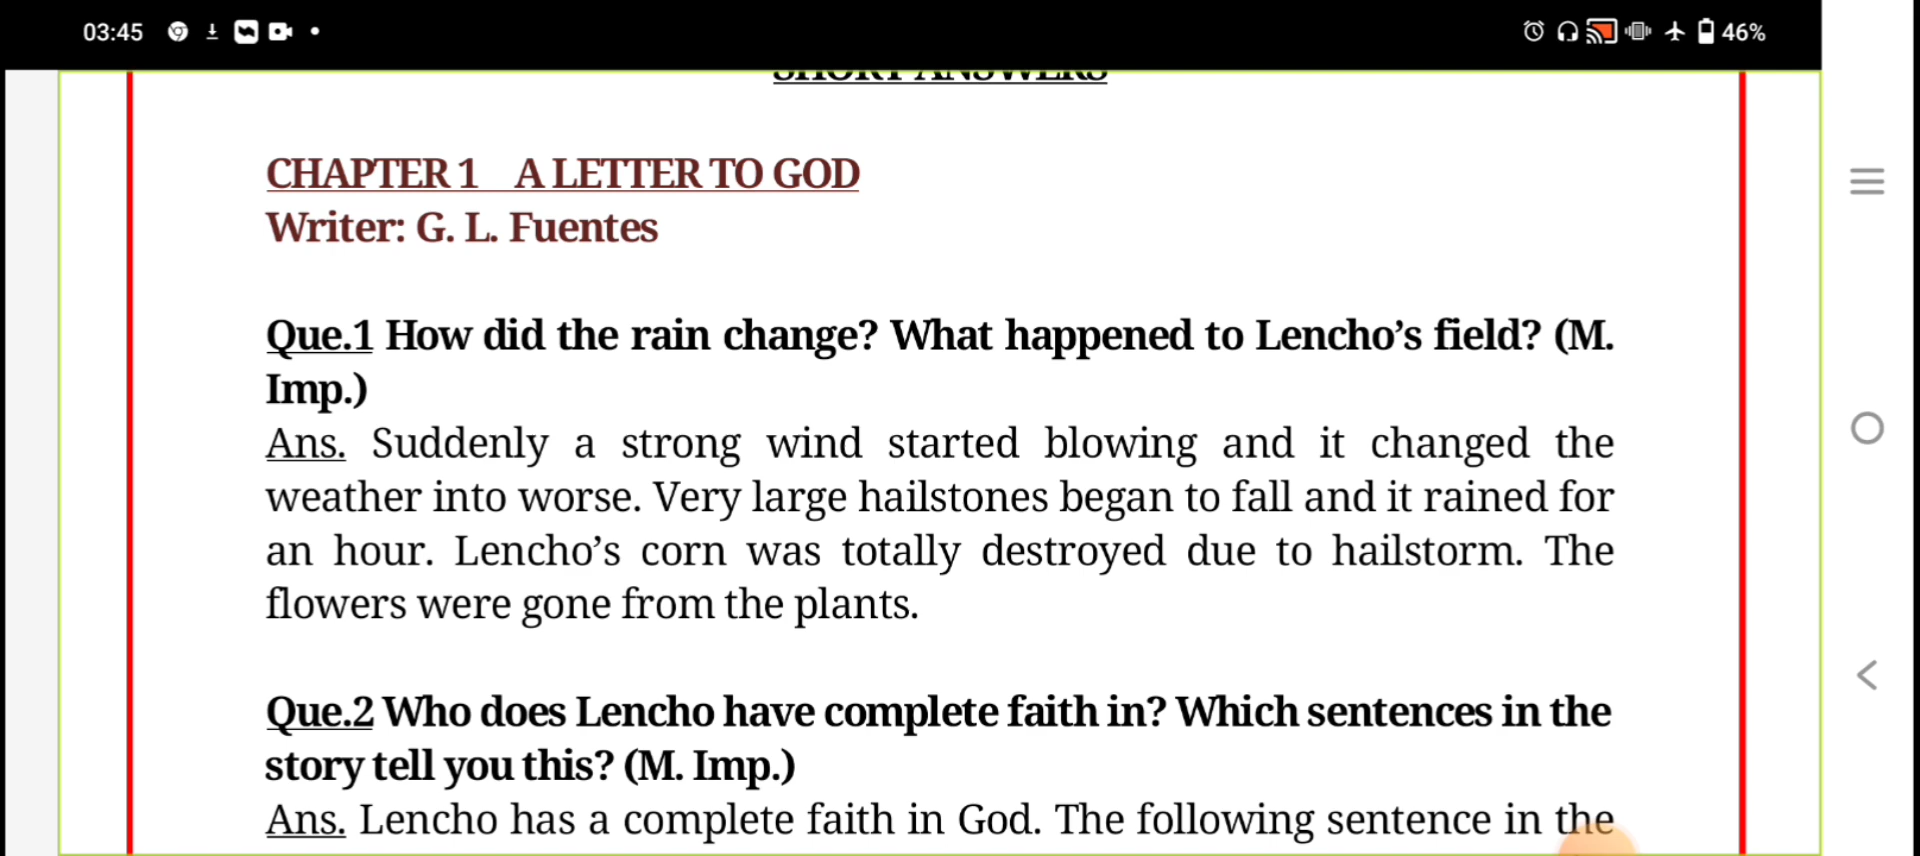 03:45
46%
SHORT ANSWERS
CHAPTER 1 A LETTER TO GOD
Writer: G. L. Fuentes
Que.1 How did the rain change? What happened to Lencho’s field? (M.
Imp.)
Ans. Suddenly a strong wind started blowing and it changed the
weather into worse. Very large hailstones began to fall and it rained for
an hour. Lencho’s corn was totally destroyed due to hailstorm. The
flowers were gone from the plants.
Que.2 Who does Lencho have complete faith in? Which sentences in the
story tell you this? (M. Imp.)
Ans. Lencho has a complete faith in God. The following sentence in the